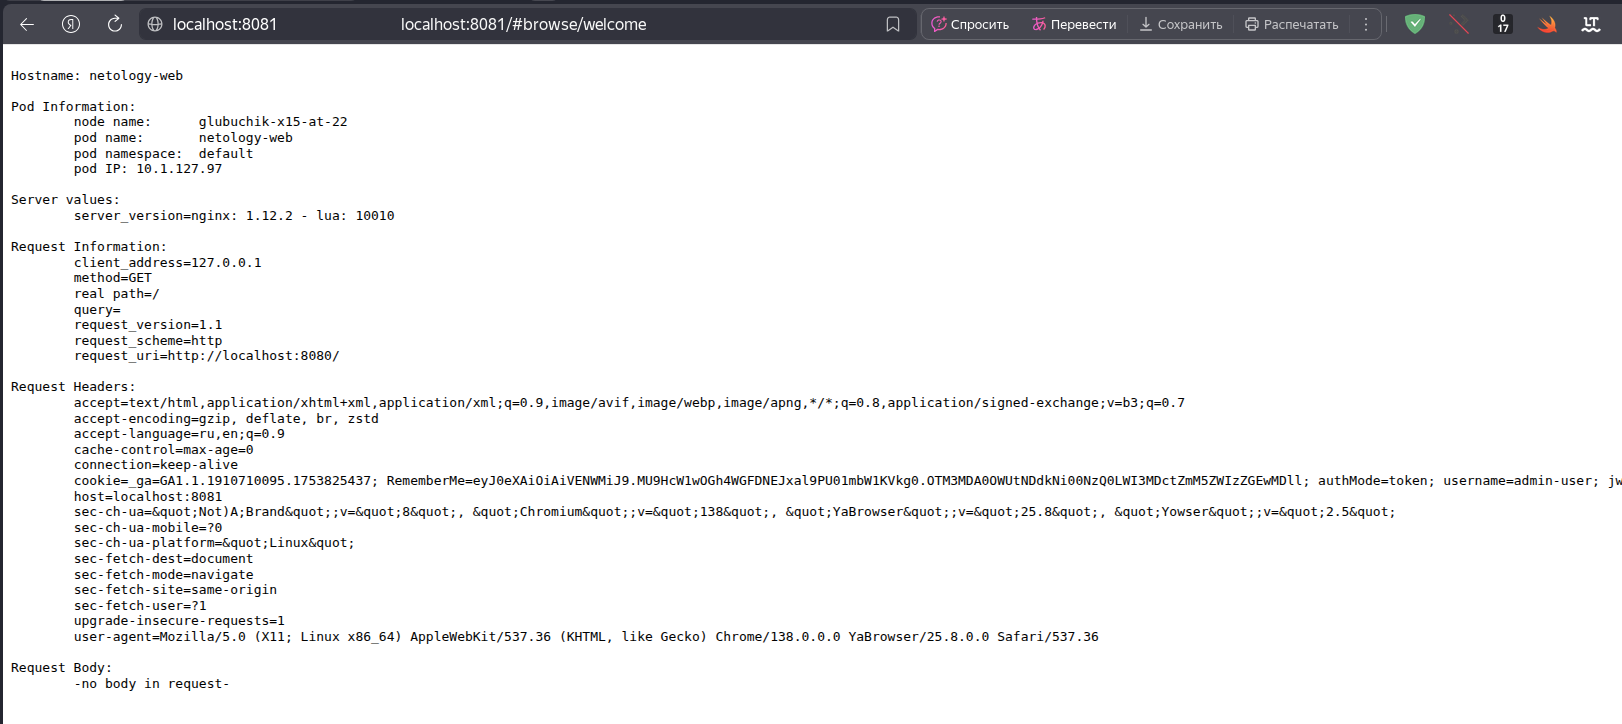 localhost:8081 localhost:8081/#browse/welcome Спросить Перевести Сохранить Распечатать 0 17
Hostname: netology-web
Pod Information:
node name: glubuchik-x15-at-22
pod name: netology-web
pod namespace: default
pod IP: 10.1.127.97
Server values:
server_version=nginx: 1.12.2 - lua: 10010
Request Information:
client_address=127.0.0.1
method=GET
real path=/
query=
request_version=1.1
request_scheme=http
request_uri=http://localhost:8080/
Request Headers:
accept=text/html,application/xhtml+xml,application/xml;q=0.9,image/avif,image/webp,image/apng,*/*;q=0.8,application/signed-exchange;v=b3;q=0.7
accept-encoding=gzip, deflate, br, zstd
accept-language=ru,en;q=0.9
cache-control=max-age=0
connection=keep-alive
cookie=_ga=GA1.1.1910710095.1753825437; RememberMe=eyJ0eXAiOiAiVENWMiJ9.MU9HcW1wOGh4WGFDNEJxal9PU01mbW1KVkg0.OTM3MDA0OWUtNDdkNi00NzQ0LWI3MDctZmM5ZWIzZGEwMDll; authMode=token; username=admin-user; jw
host=localhost:8081
sec-ch-ua=&quot;Not)A;Brand&quot;;v=&quot;8&quot;, &quot;Chromium&quot;;v=&quot;138&quot;, &quot;YaBrowser&quot;;v=&quot;25.8&quot;, &quot;Yowser&quot;;v=&quot;2.5&quot;
sec-ch-ua-mobile=?0
sec-ch-ua-platform=&quot;Linux&quot;
sec-fetch-dest=document
sec-fetch-mode=navigate
sec-fetch-site=same-origin
sec-fetch-user=?1
upgrade-insecure-requests=1
user-agent=Mozilla/5.0 (X11; Linux x86_64) AppleWebKit/537.36 (KHTML, like Gecko) Chrome/138.0.0.0 YaBrowser/25.8.0.0 Safari/537.36
Request Body:
-no body in request-